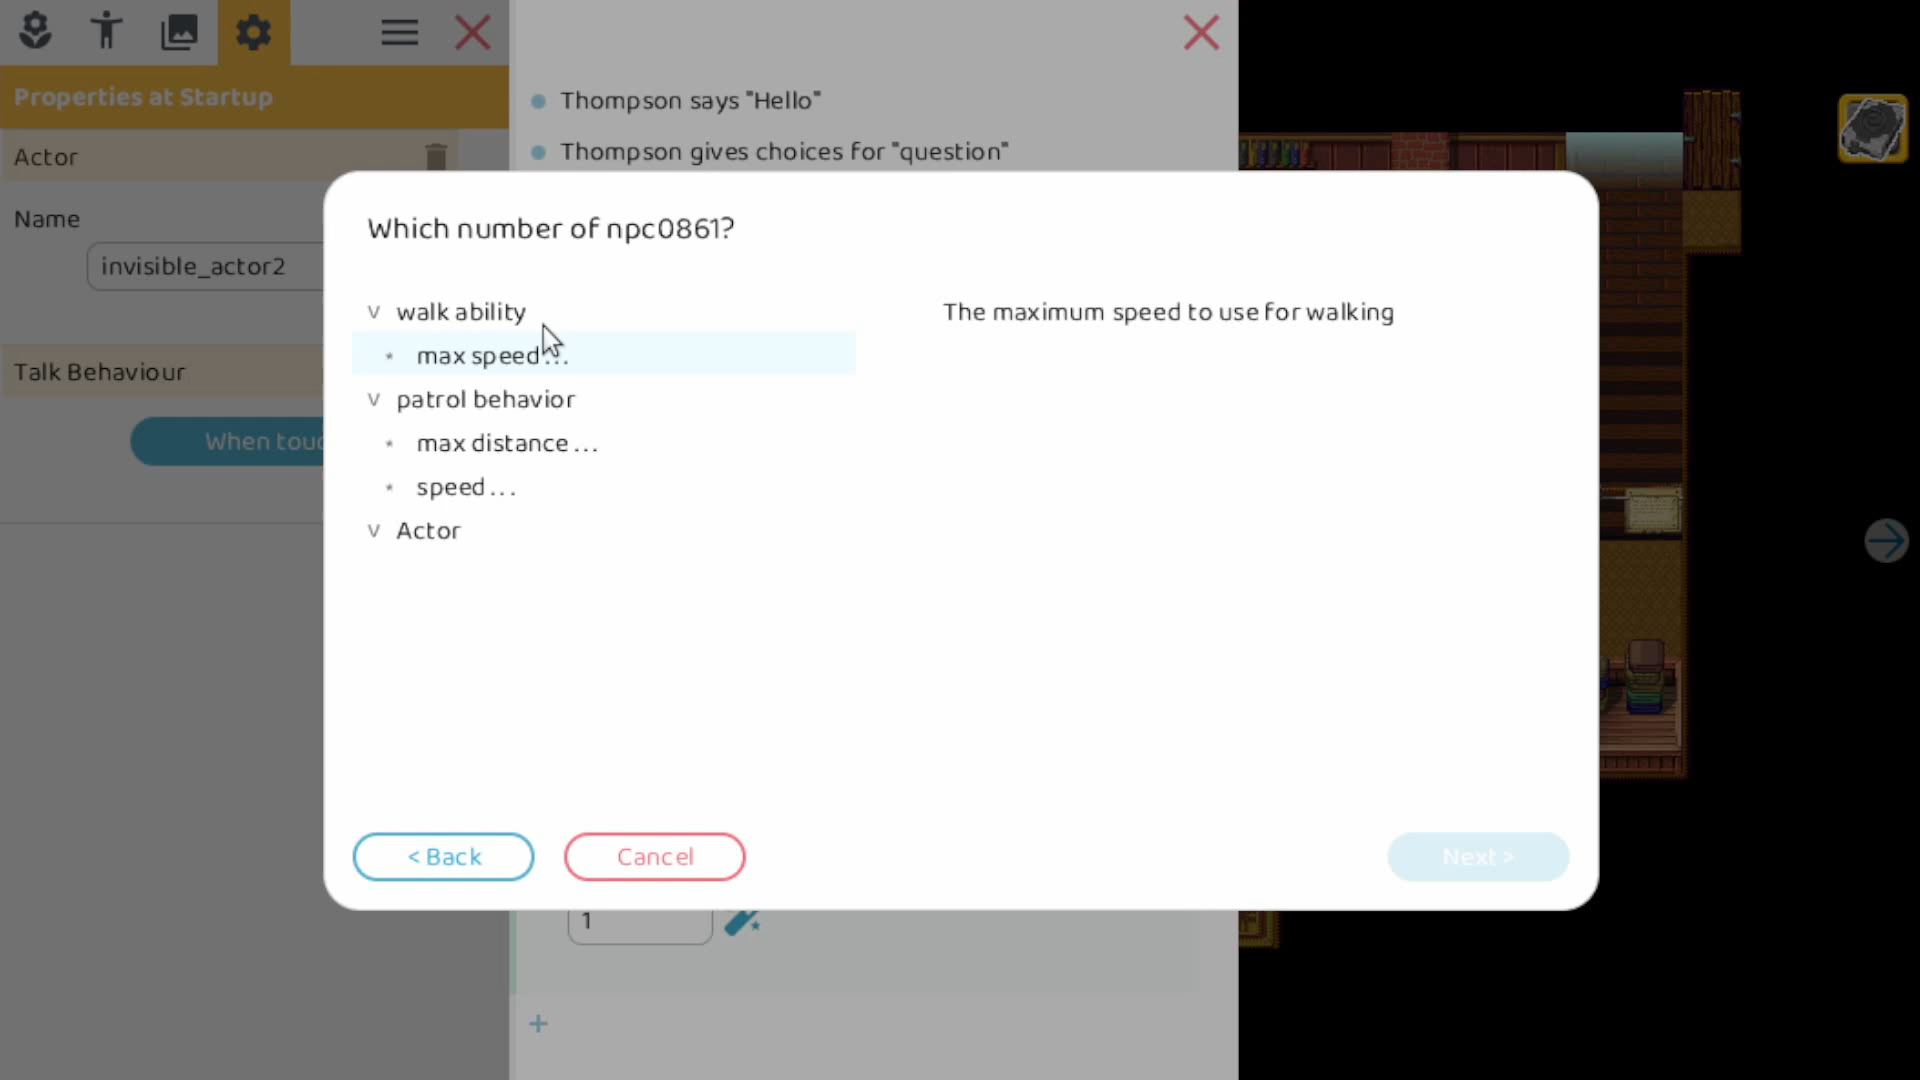 Properties at Startup
Actor
Name
invisible_actor2
Talk Behaviour
When touc
Thompson says "Hello"
Thompson gives choices for "question"
Which number of npc0861?
v walk ability
* max speed...
v patrol behavior
* max distance...
* speed...
v Actor
The maximum speed to use for walking
< Back
Cancel
Next >
1
+